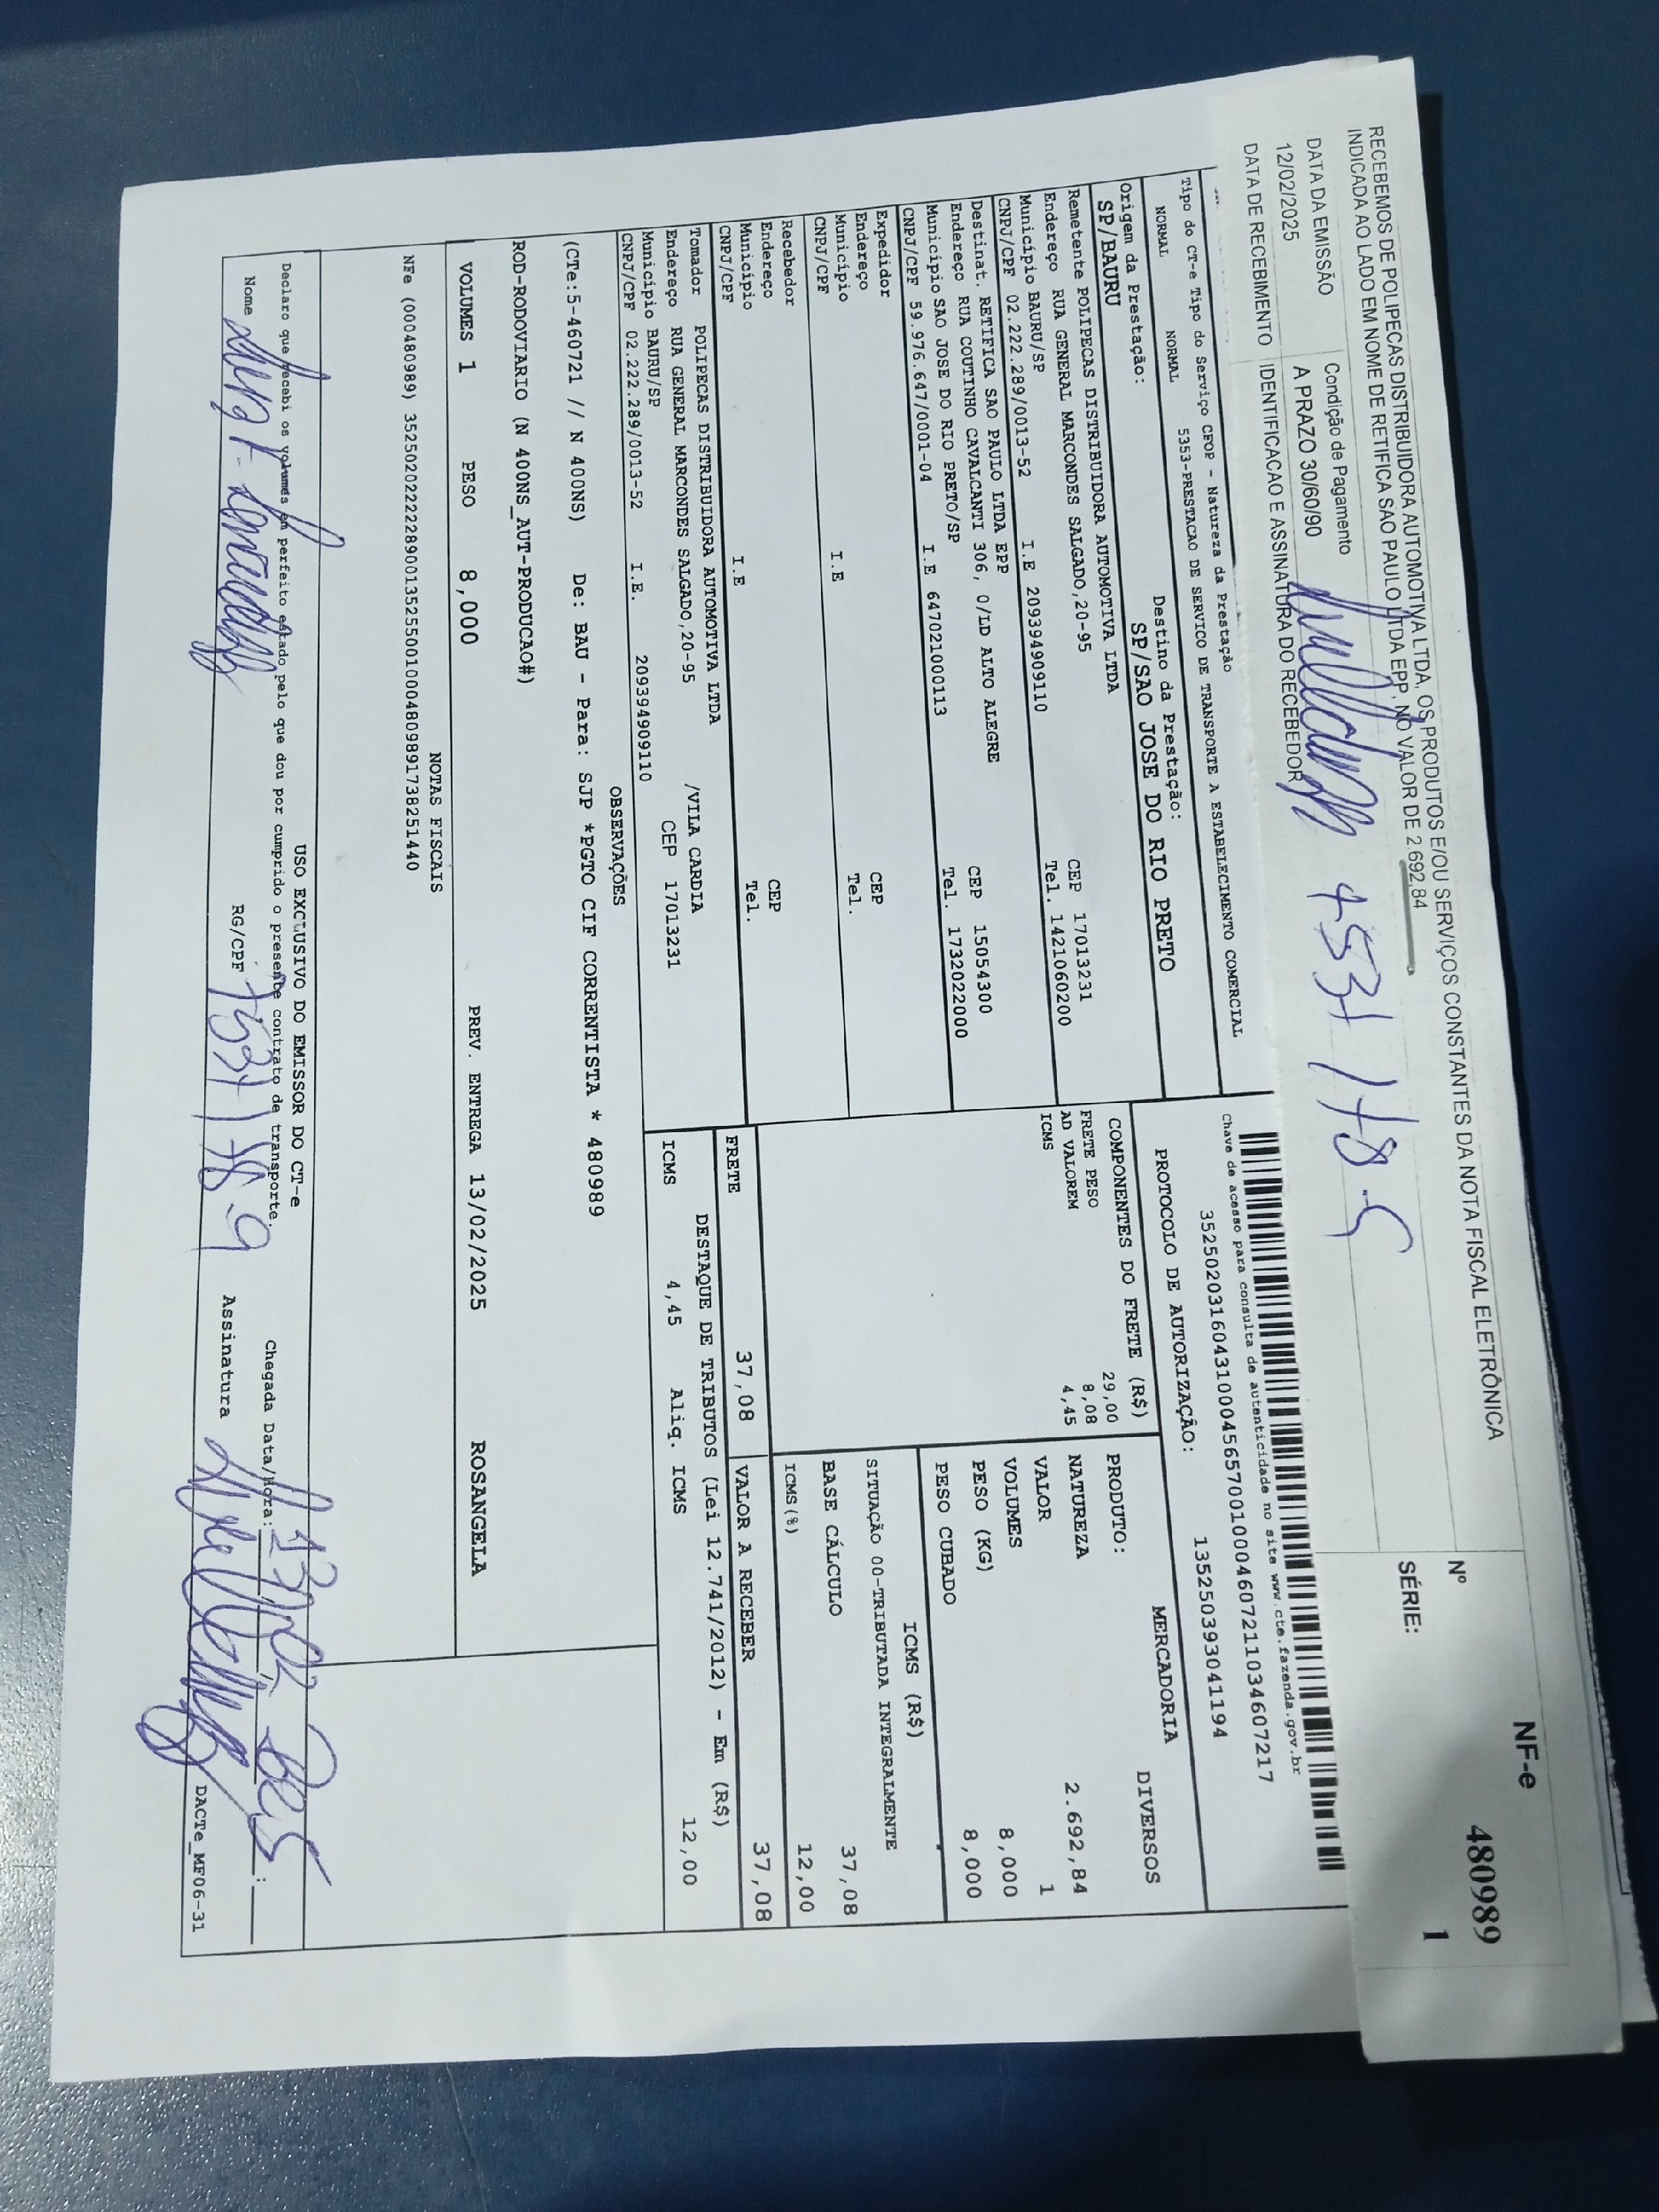 RECEBEMOS DE POLIPECAS DISTRIBUIDORA AUTOMOTIVA LTDA, OS PRODUTOS E/OU SERVIÇOS CONSTANTES DA NOTA FISCAL ELETRÔNICA
INDICADA AO LADO EM NOME DE RETIFICA SAO PAULO LTDA EPP, NO VALOR DE 2.692,84
NF-e
Nº 480989
SÉRIE: 1
DATA DA EMISSÃO Condição de Pagamento
12/02/2025 A PRAZO 30/60/90
DATA DE RECEBIMENTO IDENTIFICACAO E ASSINATURA DO RECEBEDOR
Tipo do CT-e Tipo do Serviço CFOP - Natureza da Prestação
NORMAL NORMAL 5353-PRESTACAO DE SERVICO DE TRANSPORTE A ESTABELECIMENTO COMERCIAL
Chave de acesso para consulta de autenticidade no site www.cte.fazenda.gov.br
35250203160431000456570010004607211034607217
PROTOCOLO DE AUTORIZAÇÃO: 135250393041194
Origem da Prestação: Destino da Prestação:
SP/BAURU SP/SAO JOSE DO RIO PRETO
Remetente POLIPECAS DISTRIBUIDORA AUTOMOTIVA LTDA
Endereço RUA GENERAL MARCONDES SALGADO,20-95 CEP 17013231
Município BAURU/SP Tel. 1421060200
CNPJ/CPF 02.222.289/0013-52 I.E 209394909110
Destinat. RETIFICA SAO PAULO LTDA EPP
Endereço RUA COUTINHO CAVALCANTI 306, 0/LD ALTO ALEGRE CEP 15054300
Município SAO JOSE DO RIO PRETO/SP Tel. 1732022000
CNPJ/CPF 59.976.647/0001-04 I.E 647021000113
Expedidor
Endereço CEP
Município Tel.
CNPJ/CPF I.E
Recebedor
Endereço CEP
Município Tel.
CNPJ/CPF I.E
Tomador POLIPECAS DISTRIBUIDORA AUTOMOTIVA LTDA
Endereço RUA GENERAL MARCONDES SALGADO,20-95 /VILA CARDIA
Município BAURU/SP CEP 17013231
CNPJ/CPF 02.222.289/0013-52 I.E. 209394909110
COMPONENTES DO FRETE (R$)
FRETE PESO 29,00
AD VALOREM 8,08
ICMS 4,45
MERCADORIA
PRODUTO: DIVERSOS
NATUREZA
VALOR 2.692,84
VOLUMES 1
PESO (KG) 8,000
PESO CUBADO 8,000
ICMS (R$)
SITUAÇÃO 00-TRIBUTADA INTEGRALMENTE
BASE CÁLCULO 37,08
ICMS(%) 12,00
FRETE 37,08 VALOR A RECEBER 37,08
DESTAQUE DE TRIBUTOS (Lei 12.741/2012) - Em (R$)
ICMS 4,45 Aliq. ICMS 12,00
OBSERVAÇÕES
(CTe:5-460721 // N 400NS) De: BAU - Para: SJP *PGTO CIF CORRENTISTA * 480989
ROD-RODOVIARIO (N 400NS_AUT-PRODUCAO#)
VOLUMES 1 PESO 8,000 PREV. ENTREGA 13/02/2025 ROSANGELA
NOTAS FISCAIS
NFe (000480989) 35250202222289001352550010004809891738251440
USO EXCLUSIVO DO EMISSOR DO CT-e
Declaro que recebi os volumes em perfeito estado pelo que dou por cumprido o presente contrato de transporte.
Chegada Data/Hora:
Nome RG/CPF Assinatura
DACTe_MF06-31